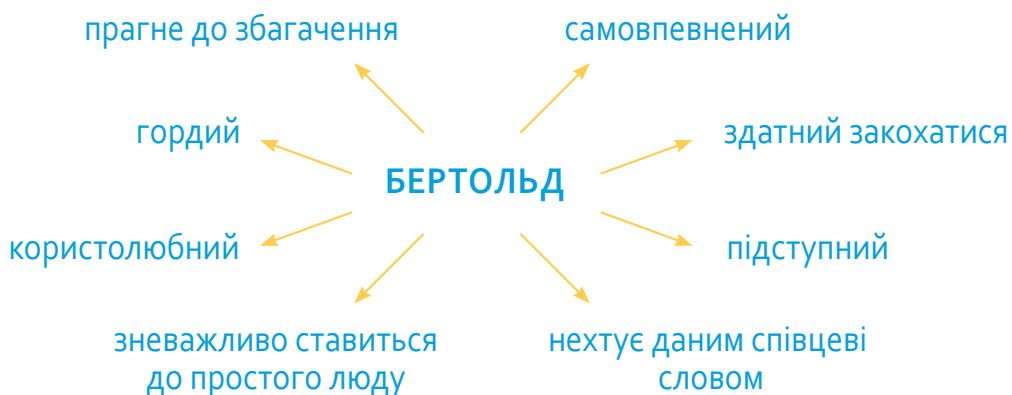 прагне до збагачення
самовпевнений
гордий
здатний закохатися
БЕРТОЛЬД
користолюбний
підступний
зневажливо ставиться
до простого люду
нехтує даним співцеві
словом